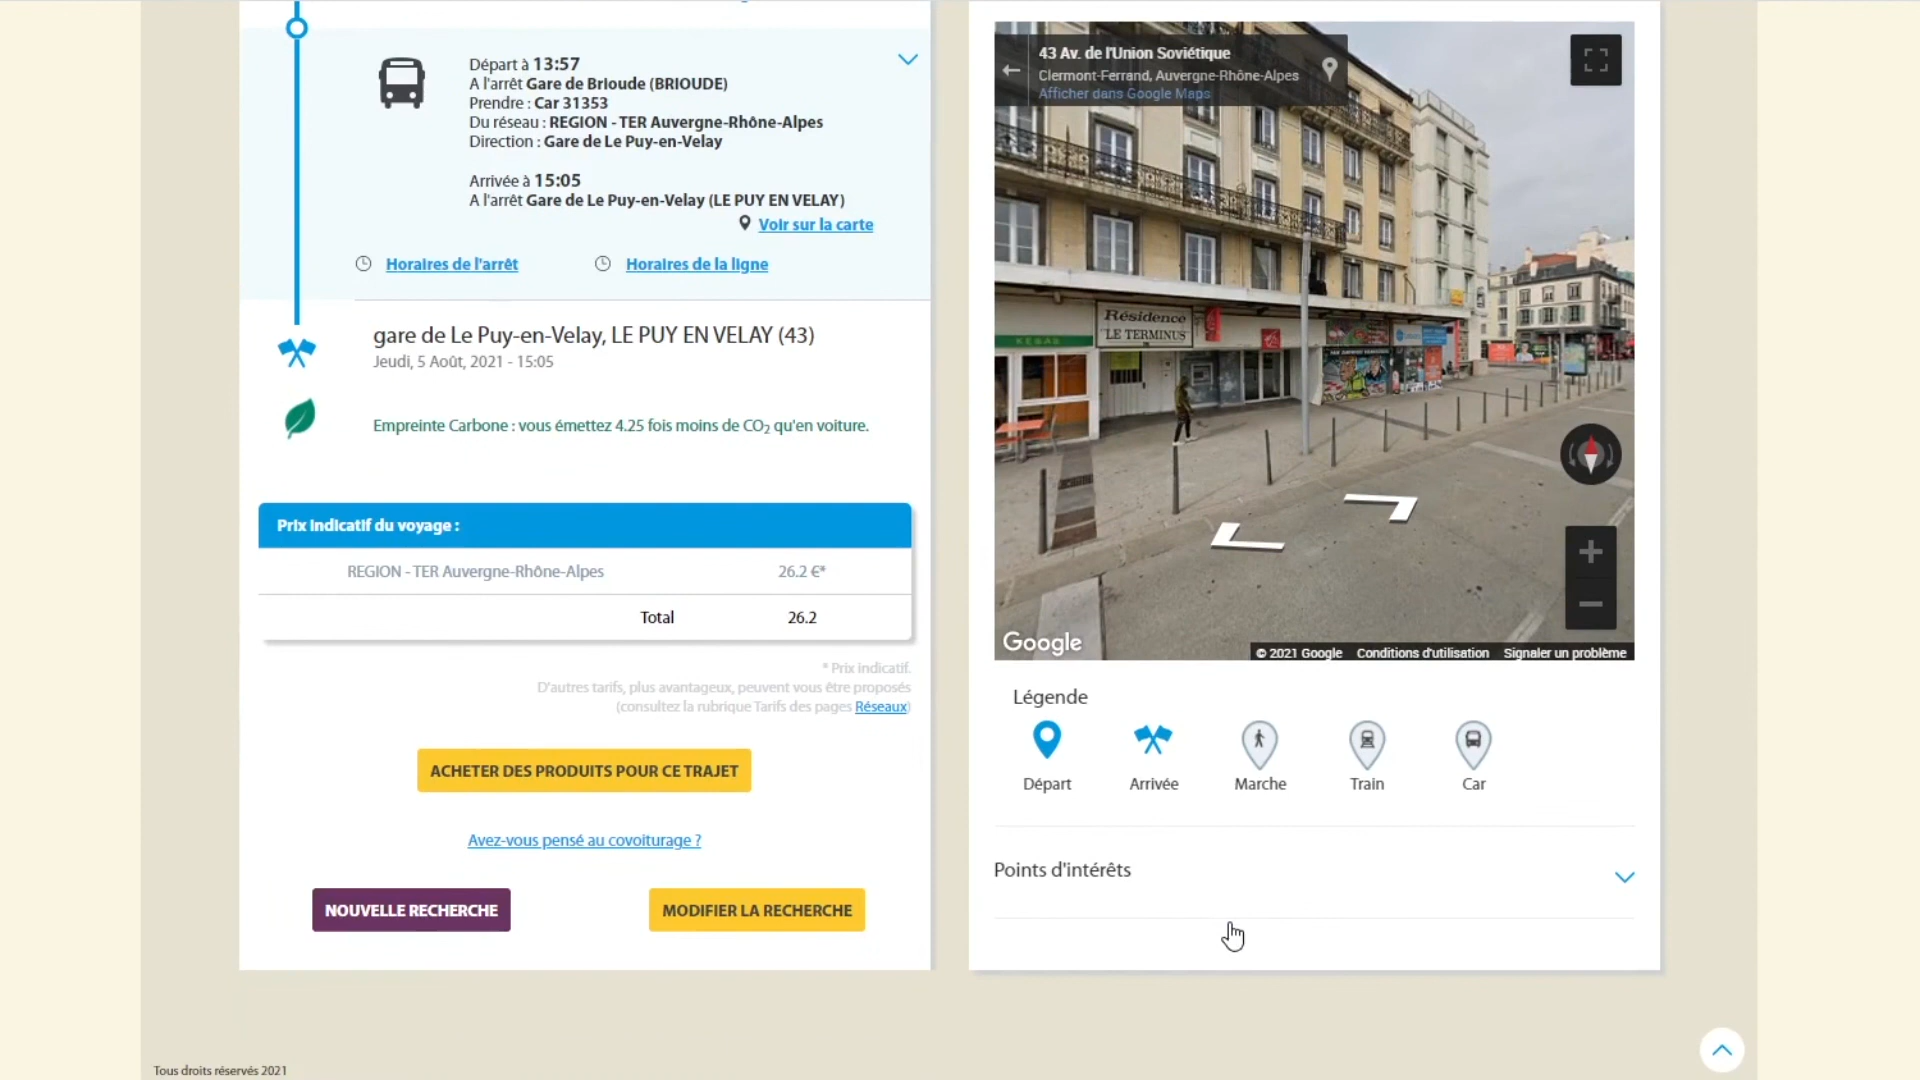 Départ à 13:57
A l'arrêt Gare de Brioude (BRIOUDE)
Prendre : Car 31353
Du réseau : REGION - TER Auvergne-Rhône-Alpes
Direction : Gare de Le Puy-en-Velay
Arrivée à 15:05
A l'arrêt Gare de Le Puy-en-Velay (LE PUY EN VELAY)
Voir sur la carte
Horaires de l'arrêt
Horaires de la ligne
gare de Le Puy-en-Velay, LE PUY EN VELAY (43)
Jeudi, 5 Août, 2021 - 15:05
Empreinte Carbone : vous émettez 4.25 fois moins de CO2 qu'en voiture.
Prix indicatif du voyage :
REGION - TER Auvergne-Rhône-Alpes 26.2 €*
Total 26.2
* Prix indicatif.
D'autres tarifs, plus avantageux, peuvent vous être proposés
(consultez la rubrique Tarifs des pages Réseaux)
ACHETER DES PRODUITS POUR CE TRAJET
Avez-vous pensé au covoiturage ?
NOUVELLE RECHERCHE
MODIFIER LA RECHERCHE
Tous droits réservés 2021
43 Av. de l'Union Soviétique
Clermont-Ferrand, Auvergne-Rhône-Alpes
Afficher dans Google Maps
Résidence
"LE TERMINUS"
KEBAB
Google
© 2021 Google Conditions d'utilisation Signaler un problème
Légende
Départ
Arrivée
Marche
Train
Car
Points d'intérêts